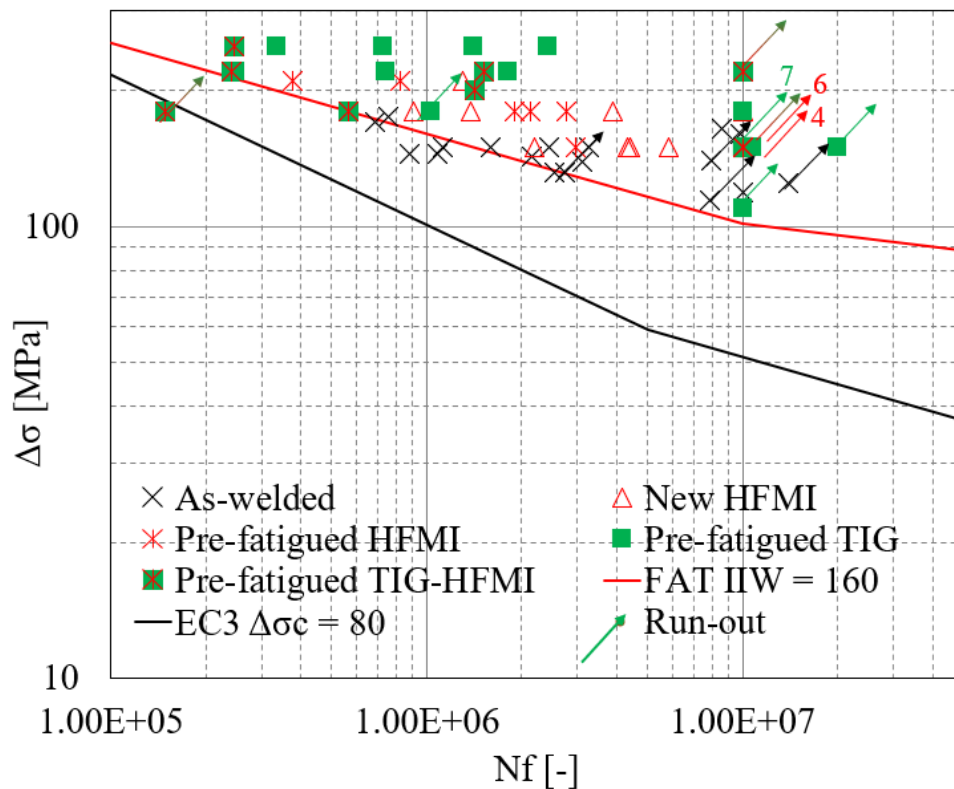 7
6
4
100
Δσ [MPa]
× As-welded
△ New HFMI
Pre-fatigued HFMI
Pre-fatigued TIG
Pre-fatigued TIG-HFMI
FAT IIW = 160
EC3 Δσc = 80
Run-out
10
1.00E+05 1.00E+06 1.00E+07
Nf [-]